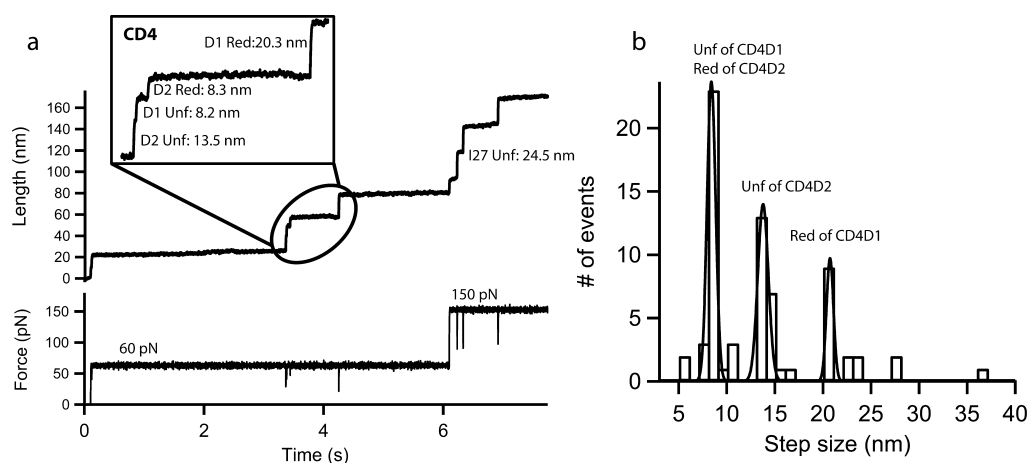 a
CD4
D1 Red:20.3 nm
D2 Red: 8.3 nm
D1 Unf: 8.2 nm
D2 Unf: 13.5 nm
I27 Unf: 24.5 nm
Length (nm)
160
140
120
100
80
60
40
20
0
150 pN
60 pN
Force (pN)
150
100
50
0
0
2
4
6
Time (s)
b
Unf of CD4D1
Red of CD4D2
Unf of CD4D2
Red of CD4D1
# of events
20
15
10
5
0
5
10
15
20
25
30
35
40
Step size (nm)